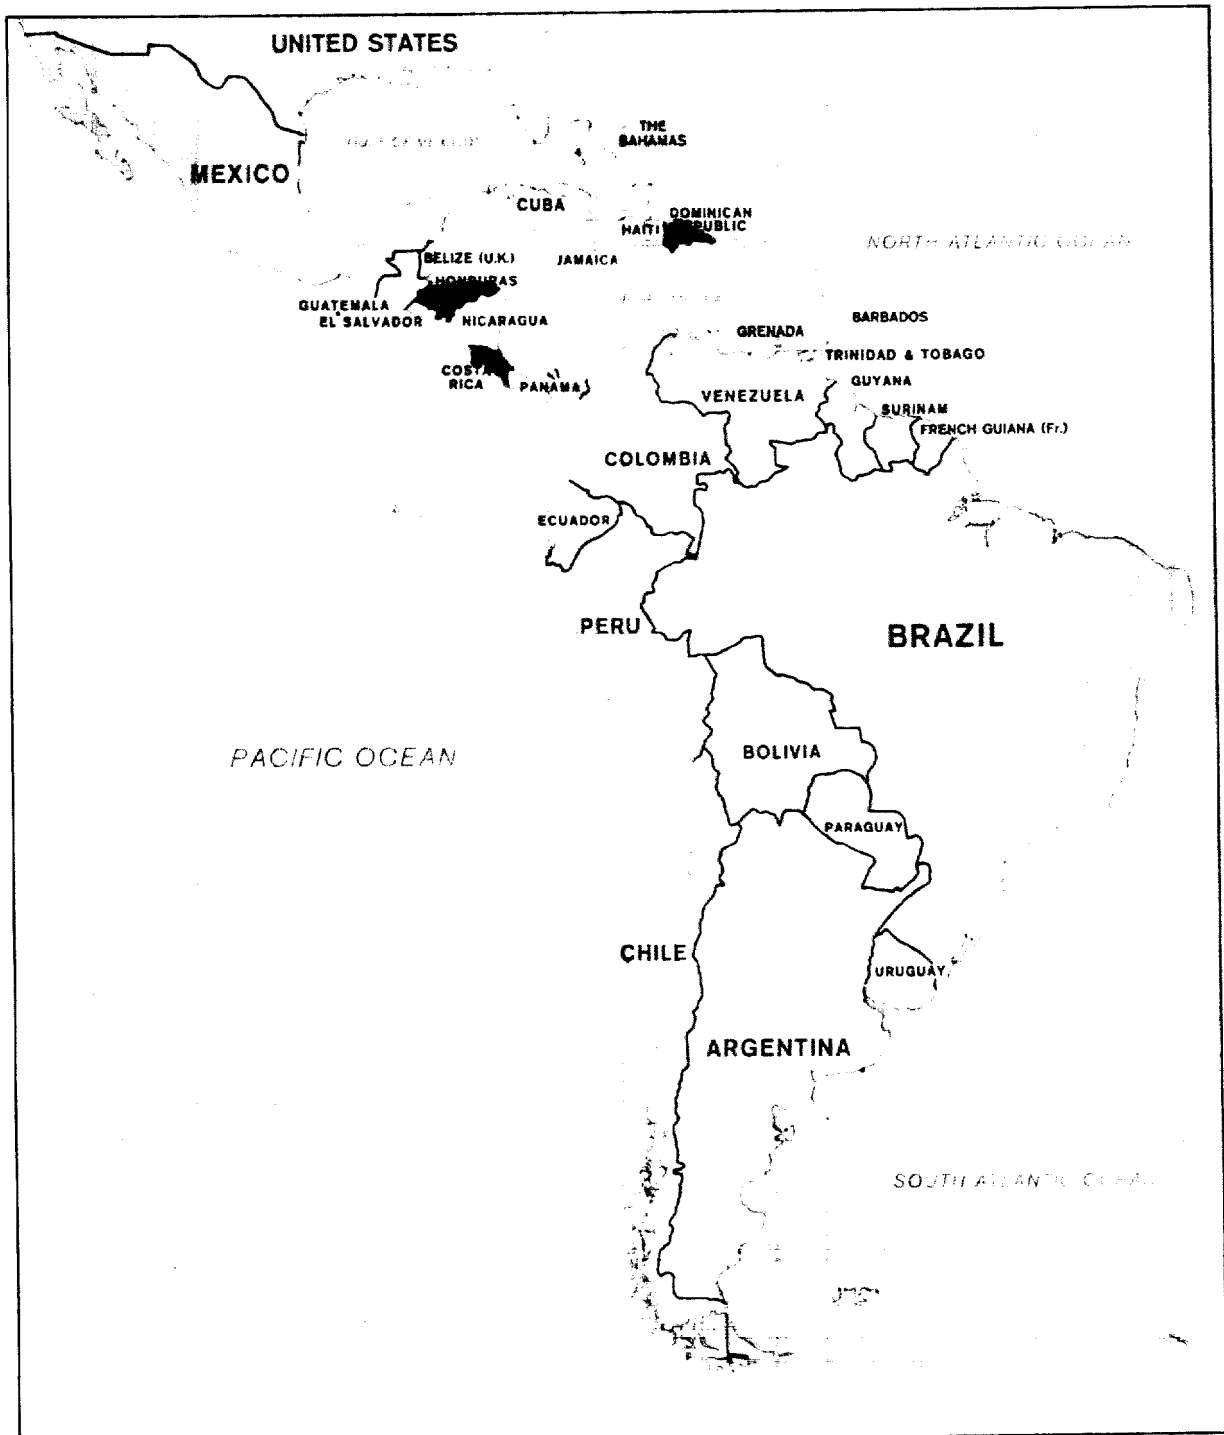 UNITED STATES
THE
BAHAMAS
MEXICO
CUBA
DOMINICAN
REPUBLIC
HAITI
NORTH ATLANTIC OCEAN
BELIZE (U.K.)
JAMAICA
HONDURAS
GUATEMALA
EL SALVADOR
NICARAGUA
BARBADOS
GRENADA
TRINIDAD & TOBAGO
COSTA
RICA
PANAMA
GUYANA
VENEZUELA
SURINAM
FRENCH GUIANA (Fr.)
COLOMBIA
ECUADOR
PERU
BRAZIL
PACIFIC OCEAN
BOLIVIA
PARAGUAY
CHILE
URUGUAY
ARGENTINA
SOUTH ATLANTIC OCEAN